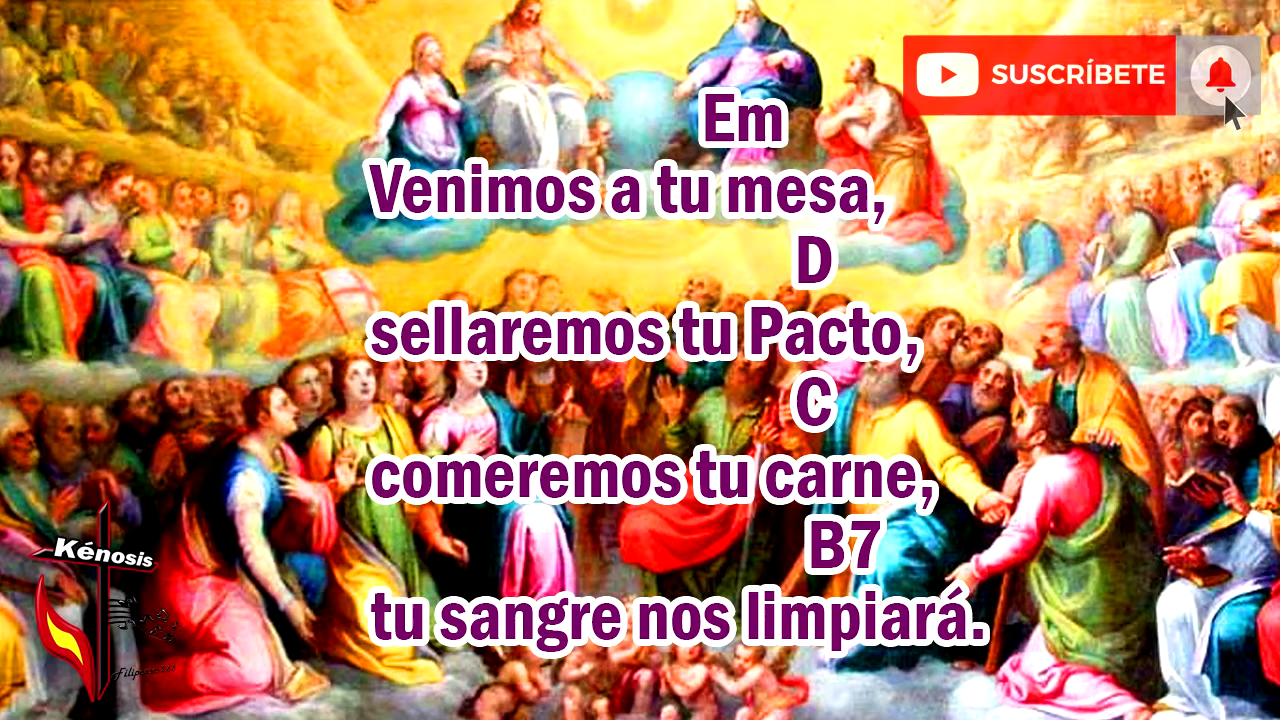 SUSCRÍBETE
Em
Venimos a tu mesa,
D
sellaremos tu Pacto,
C
comeremos tu carne,
B7
tu sangre nos limpiará.
Kénosis